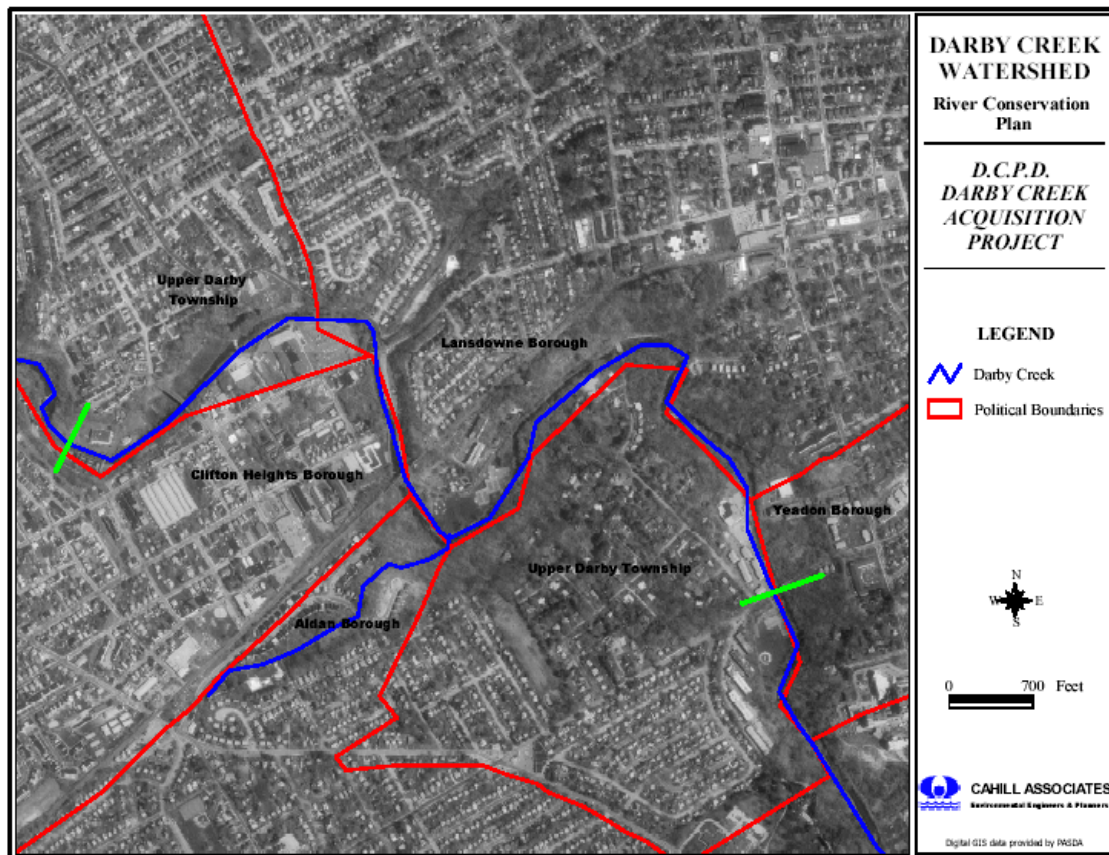 DARBY CREEK
WATERSHED
River Conservation
Plan
D.C.P.D.
DARBY CREEK
ACQUISITION
PROJECT
LEGEND
Darby Creek
Political Boundaries
N
W E
S
0 700 Feet
CAHILL ASSOCIATES
Environmental Engineers & Planners
Digital GIS data provided by PASDA
Upper Darby
Township
Lansdowne Borough
Clifton Heights Borough
Yeadon Borough
Upper Darby Township
Aldan Borough